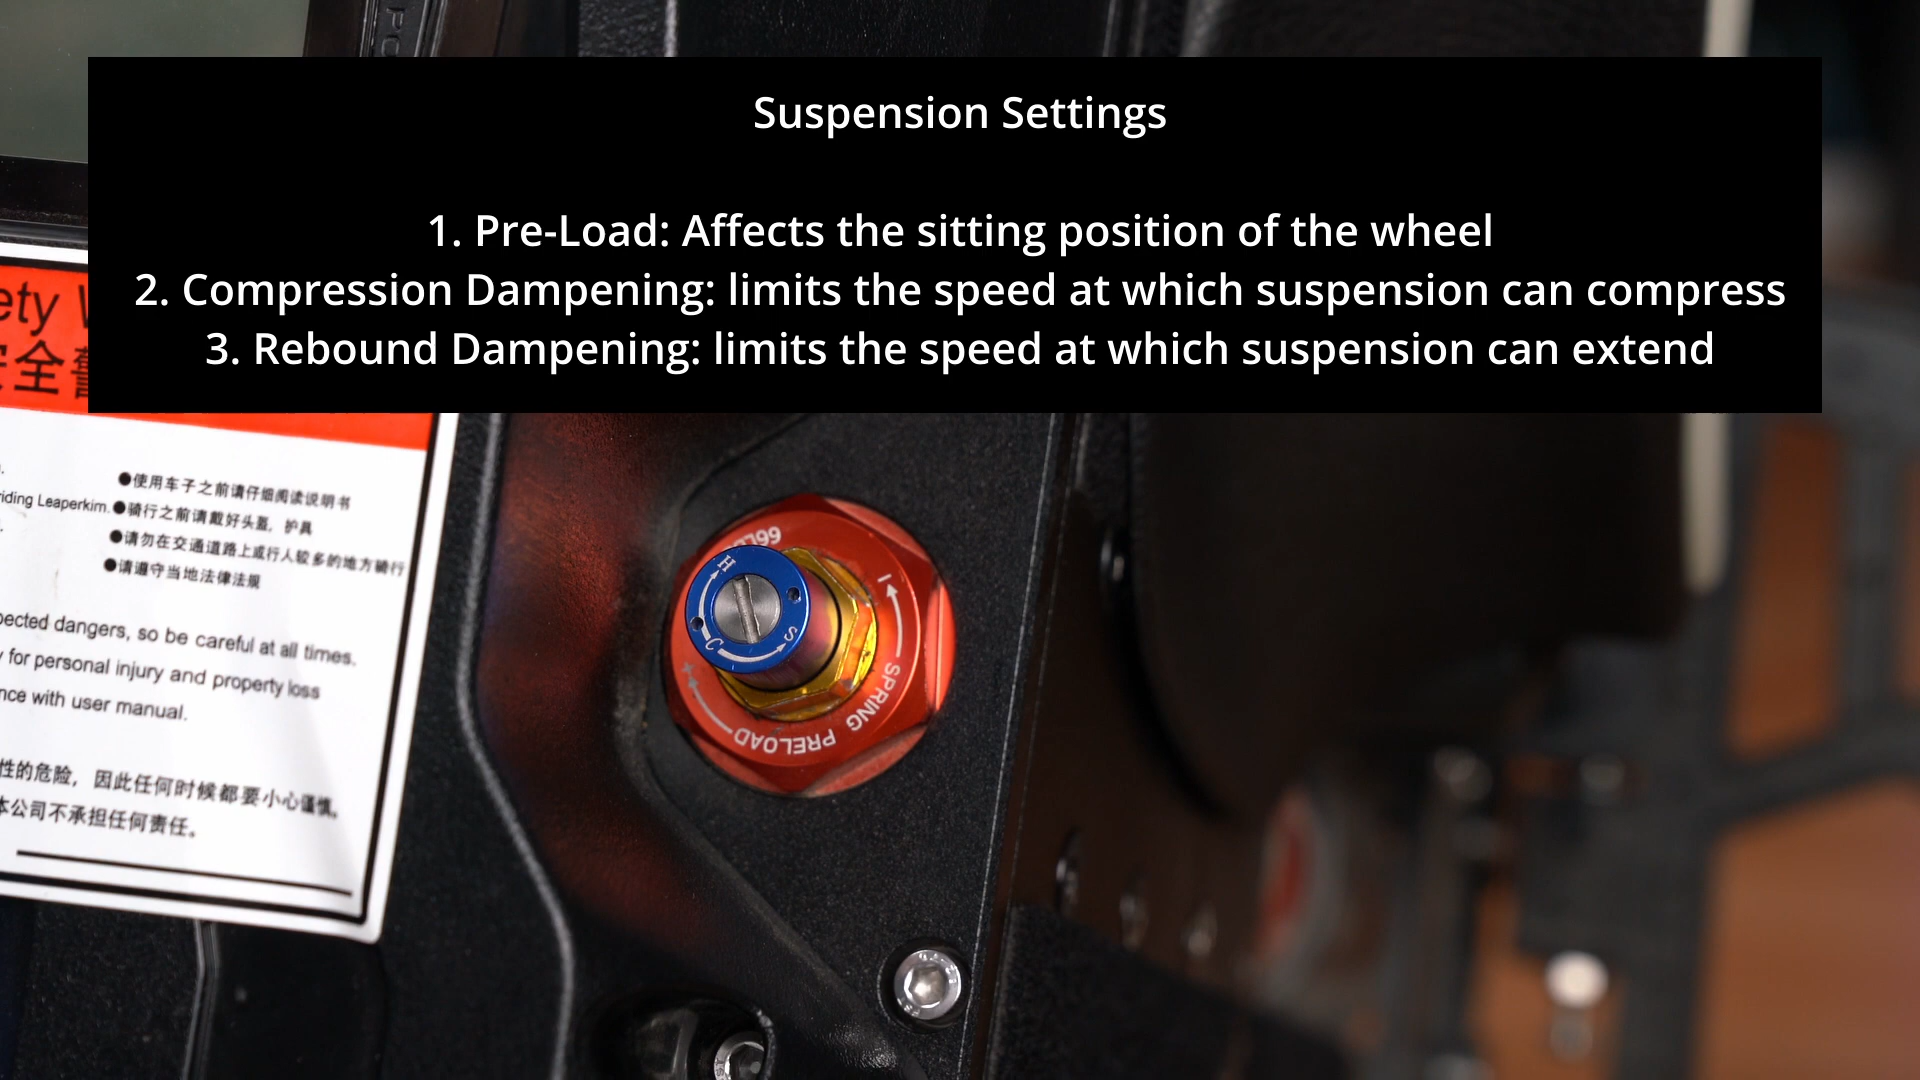 Suspension Settings
1. Pre-Load: Affects the sitting position of the wheel
2. Compression Dampening: limits the speed at which suspension can compress
3. Rebound Dampening: limits the speed at which suspension can extend
ety
安全
●使用车子之前请仔细阅读说明书
riding Leaperkim.
●骑行之前请戴好头盔，护具
●请勿在交通道路上或行人较多的地方骑行
●请遵守当地法律法规
pected dangers, so be careful at all times.
y for personal injury and property loss
nce with user manual.
性的危险，因此任何时候都要小心谨慎。
本公司不承担任何责任。
H
C
S
SPRING PRELOAD
+
-